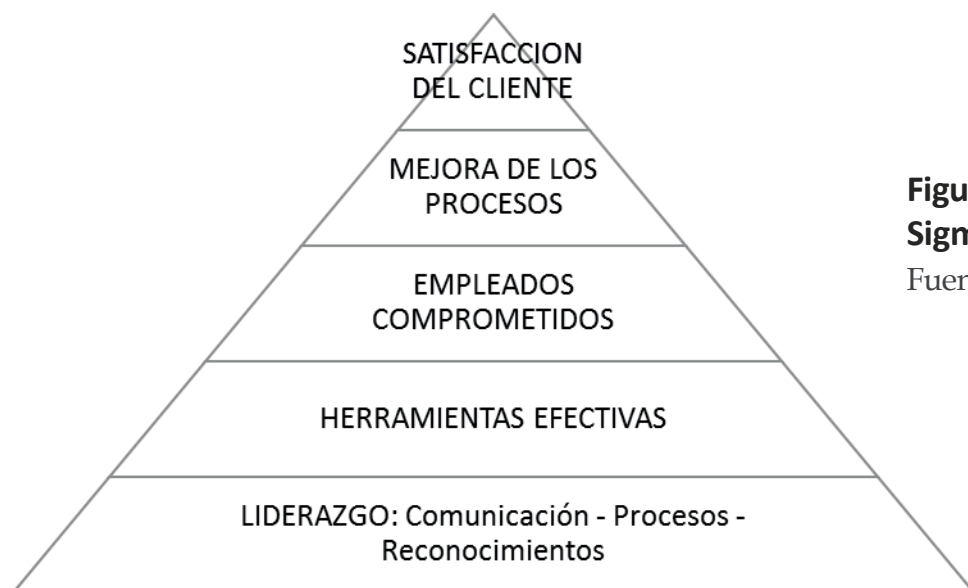 SATISFACCION
DEL CLIENTE
MEJORA DE LOS
PROCESOS
EMPLEADOS
COMPROMETIDOS
HERRAMIENTAS EFECTIVAS
LIDERAZGO: Comunicación - Procesos -
Reconocimientos